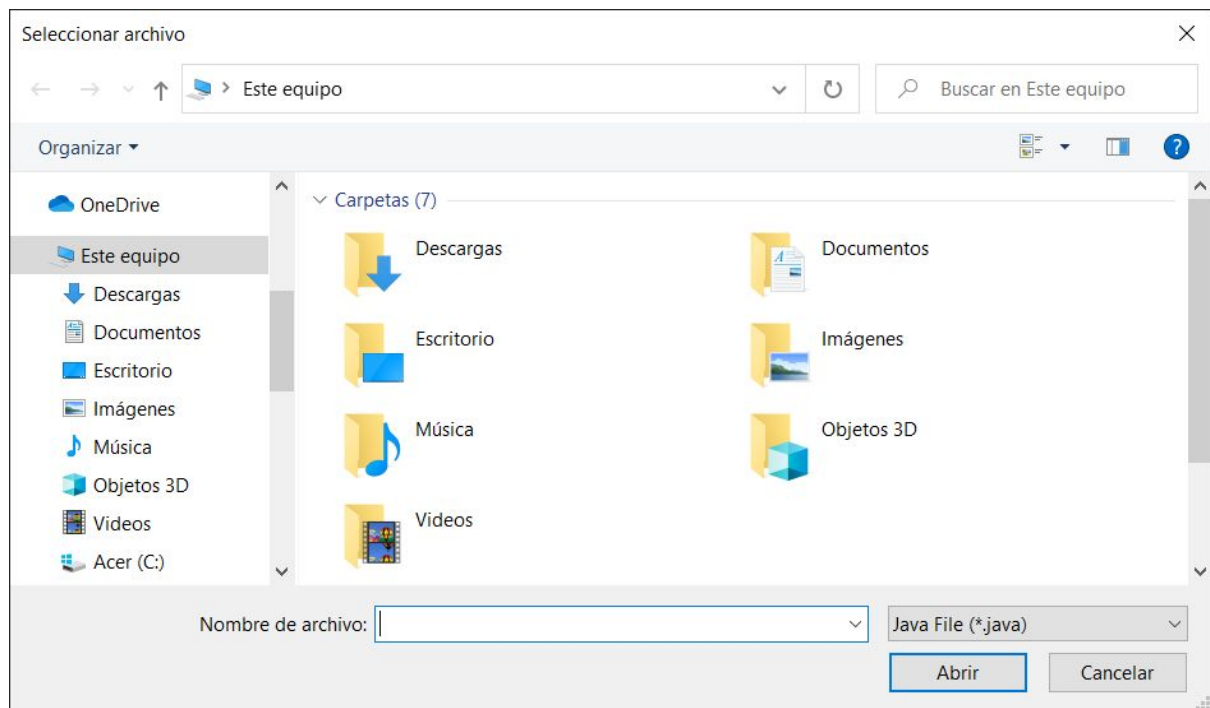 Seleccionar archivo
Este equipo
Buscar en Este equipo
Organizar
?
OneDrive
Este equipo
Descargas
Documentos
Escritorio
Imágenes
Música
Objetos 3D
Videos
Acer (C:)
Carpetas (7)
Descargas
Documentos
Escritorio
Imágenes
Música
Objetos 3D
Videos
Nombre de archivo:
Java File (*.java)
Abrir
Cancelar